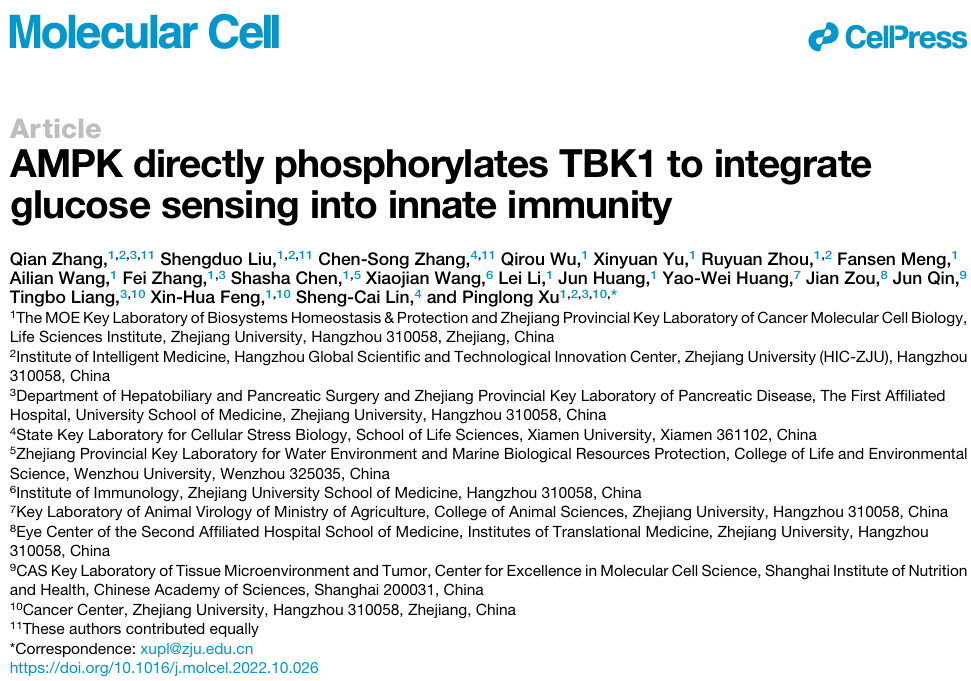 Molecular Cell
CellPress
Article
AMPK directly phosphorylates TBK1 to integrate
glucose sensing into innate immunity
Qian Zhang,1,2,3,11 Shengduo Liu,1,2,11 Chen-Song Zhang,4,11 Qirou Wu,1 Xinyuan Yu,1 Ruyuan Zhou,1,2 Fansen Meng,1
Ailian Wang,1 Fei Zhang,1,3 Shasha Chen,1,5 Xiaojian Wang,6 Lei Li,1 Jun Huang,1 Yao-Wei Huang,7 Jian Zou,8 Jun Qin,9
Tingbo Liang,3,10 Xin-Hua Feng,1,10 Sheng-Cai Lin,4 and Pinglong Xu1,2,3,10,*
1The MOE Key Laboratory of Biosystems Homeostasis & Protection and Zhejiang Provincial Key Laboratory of Cancer Molecular Cell Biology,
Life Sciences Institute, Zhejiang University, Hangzhou 310058, Zhejiang, China
2Institute of Intelligent Medicine, Hangzhou Global Scientific and Technological Innovation Center, Zhejiang University (HIC-ZJU), Hangzhou
310058, China
3Department of Hepatobiliary and Pancreatic Surgery and Zhejiang Provincial Key Laboratory of Pancreatic Disease, The First Affiliated
Hospital, University School of Medicine, Zhejiang University, Hangzhou 310058, China
4State Key Laboratory for Cellular Stress Biology, School of Life Sciences, Xiamen University, Xiamen 361102, China
5Zhejiang Provincial Key Laboratory for Water Environment and Marine Biological Resources Protection, College of Life and Environmental
Science, Wenzhou University, Wenzhou 325035, China
6Institute of Immunology, Zhejiang University School of Medicine, Hangzhou 310058, China
7Key Laboratory of Animal Virology of Ministry of Agriculture, College of Animal Sciences, Zhejiang University, Hangzhou 310058, China
8Eye Center of the Second Affiliated Hospital School of Medicine, Institutes of Translational Medicine, Zhejiang University, Hangzhou
310058, China
9CAS Key Laboratory of Tissue Microenvironment and Tumor, Center for Excellence in Molecular Cell Science, Shanghai Institute of Nutrition
and Health, Chinese Academy of Sciences, Shanghai 200031, China
10Cancer Center, Zhejiang University, Hangzhou 310058, Zhejiang, China
11These authors contributed equally
*Correspondence: xupl@zju.edu.cn
https://doi.org/10.1016/j.molcel.2022.10.026